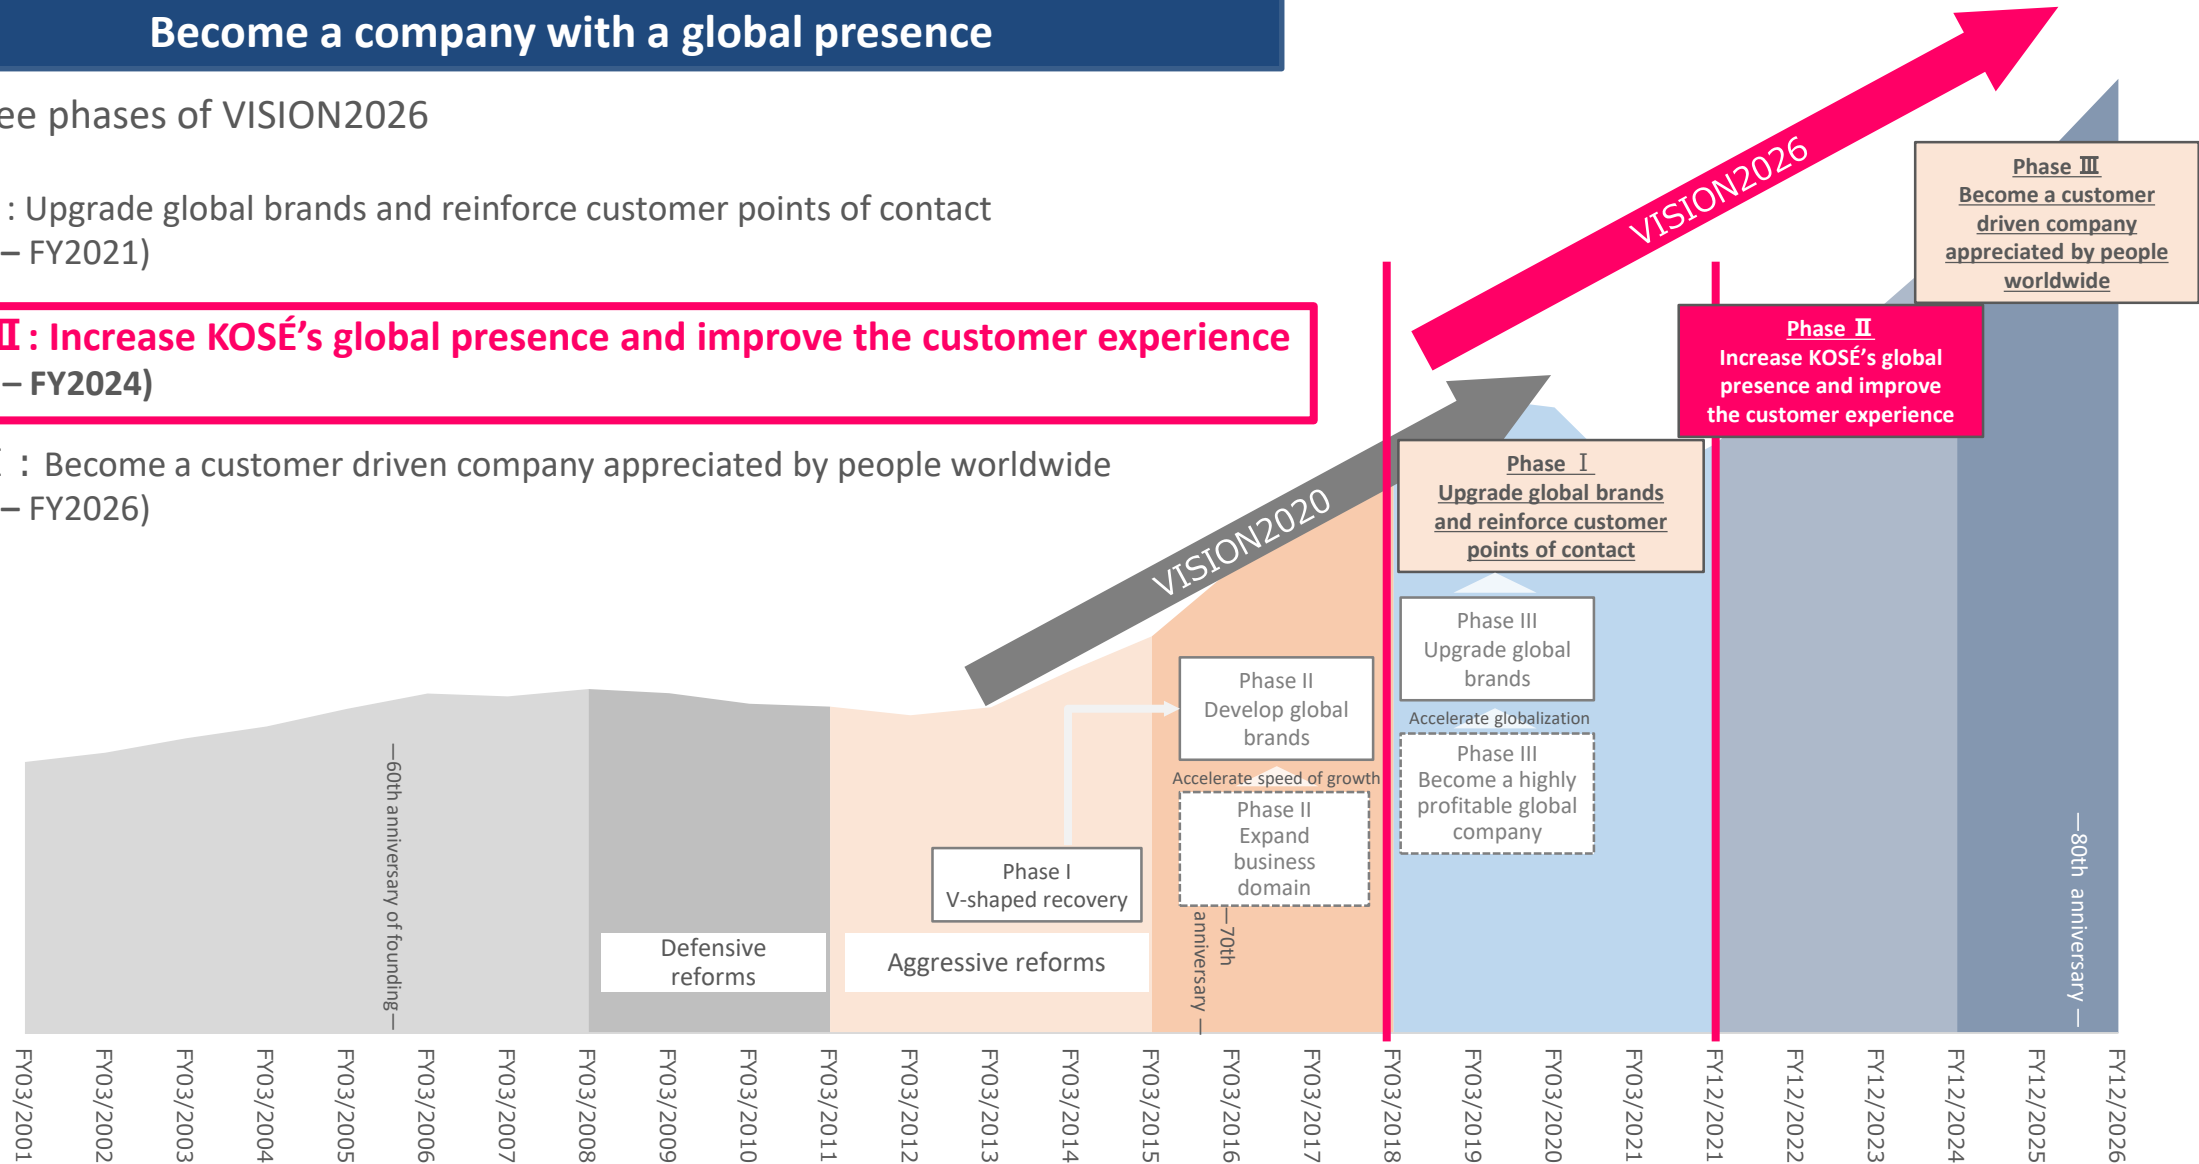 Become a company with a global presence
ee phases of VISION2026
: Upgrade global brands and reinforce customer points of contact
– FY2021)
Ⅱ : Increase KOSÉ's global presence and improve the customer experience
– FY2024)
: Become a customer driven company appreciated by people worldwide
– FY2026)
VISION2026
VISION2020
Phase Ⅲ
Become a customer
driven company
appreciated by people
worldwide
Phase Ⅱ
Increase KOSÉ's global
presence and improve
the customer experience
Phase Ⅰ
Upgrade global brands
and reinforce customer
points of contact
Phase III
Upgrade global
brands
Accelerate globalization
Phase III
Become a highly
profitable global
company
Phase II
Develop global
brands
Accelerate speed of growth
Phase II
Expand
business
domain
Phase I
V-shaped recovery
Defensive
reforms
Aggressive reforms
—60th anniversary of founding—
—70th
anniversary —
—80th anniversary —
FY03/2001
FY03/2002
FY03/2003
FY03/2004
FY03/2005
FY03/2006
FY03/2007
FY03/2008
FY03/2009
FY03/2010
FY03/2011
FY03/2012
FY03/2013
FY03/2014
FY03/2015
FY03/2016
FY03/2017
FY03/2018
FY03/2019
FY03/2020
FY03/2021
FY12/2021
FY12/2022
FY12/2023
FY12/2024
FY12/2025
FY12/2026